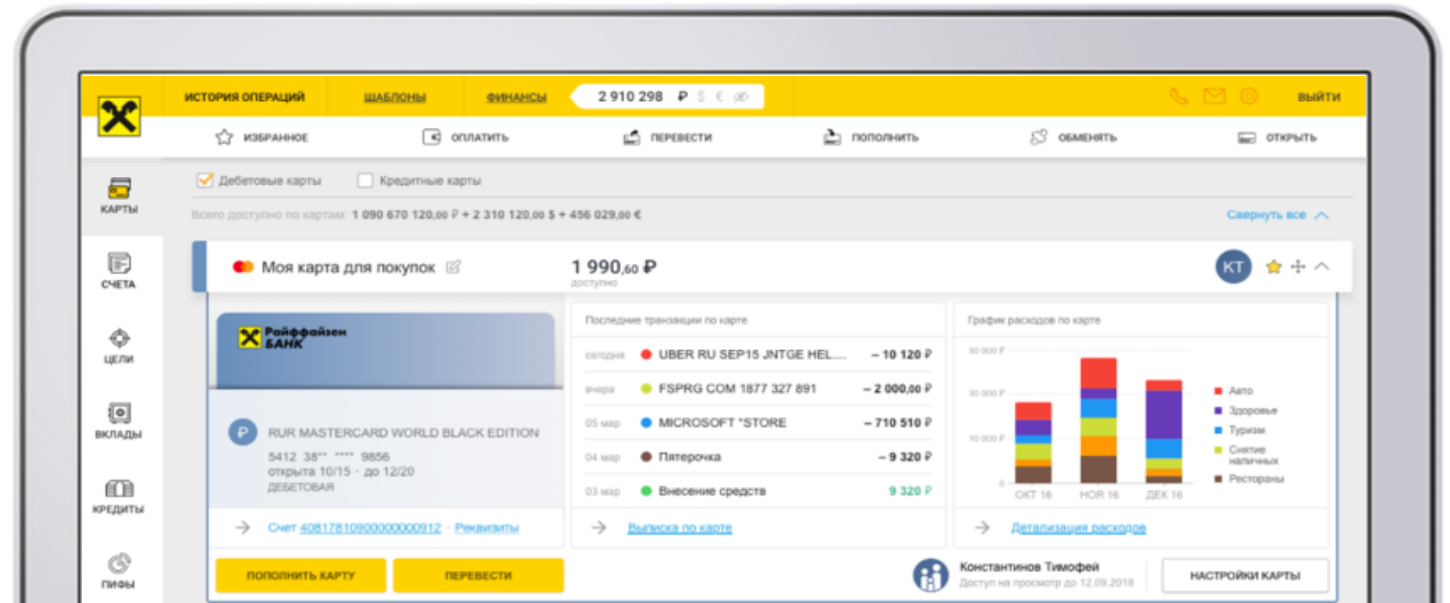 ИСТОРИЯ ОПЕРАЦИЙ ШАБЛОНЫ ФИНАНСЫ 2 910 298 ₽ $ € ВЫЙТИ
ИЗБРАННОЕ ОПЛАТИТЬ ПЕРЕВЕСТИ ПОПОЛНИТЬ ОБМЕНЯТЬ ОТКРЫТЬ
КАРТЫ
СЧЕТА
ЦЕЛИ
ВКЛАДЫ
КРЕДИТЫ
ПИФЫ
Дебетовые карты Кредитные карты
Всего доступно по картам: 1 090 670 120,00 ₽ + 2 310 120,00 $ + 456 029,00 € Свернуть все
Моя карта для покупок 1 990,60 ₽ КТ
доступно
Райффайзен
БАНК
₽ RUR MASTERCARD WORLD BLACK EDITION
5412 38** **** 9856
открыта 10/15 · до 12/20
ДЕБЕТОВАЯ
Счет 40817810900000000912 · Реквизиты
Последние транзакции по карте
сегодня UBER RU SEP15 JNTGE HEL.... – 10 120 ₽
вчера FSPRG COM 1877 327 891 – 2 000,00 ₽
05 мар MICROSOFT *STORE – 710 510 ₽
04 мар Пятерочка – 9 320 ₽
03 мар Внесение средств 9 320 ₽
Выписка по карте
График расходов по карте
50 000 ₽
30 000 ₽
10 000 ₽
0
ОКТ 16 НОЯ 16 ДЕК 16
Авто
Здоровье
Туризм
Снятие
наличных
Рестораны
Детализация расходов
ПОПОЛНИТЬ КАРТУ ПЕРЕВЕСТИ
Константинов Тимофей
Доступ на просмотр до 12.09.2018
НАСТРОЙКИ КАРТЫ